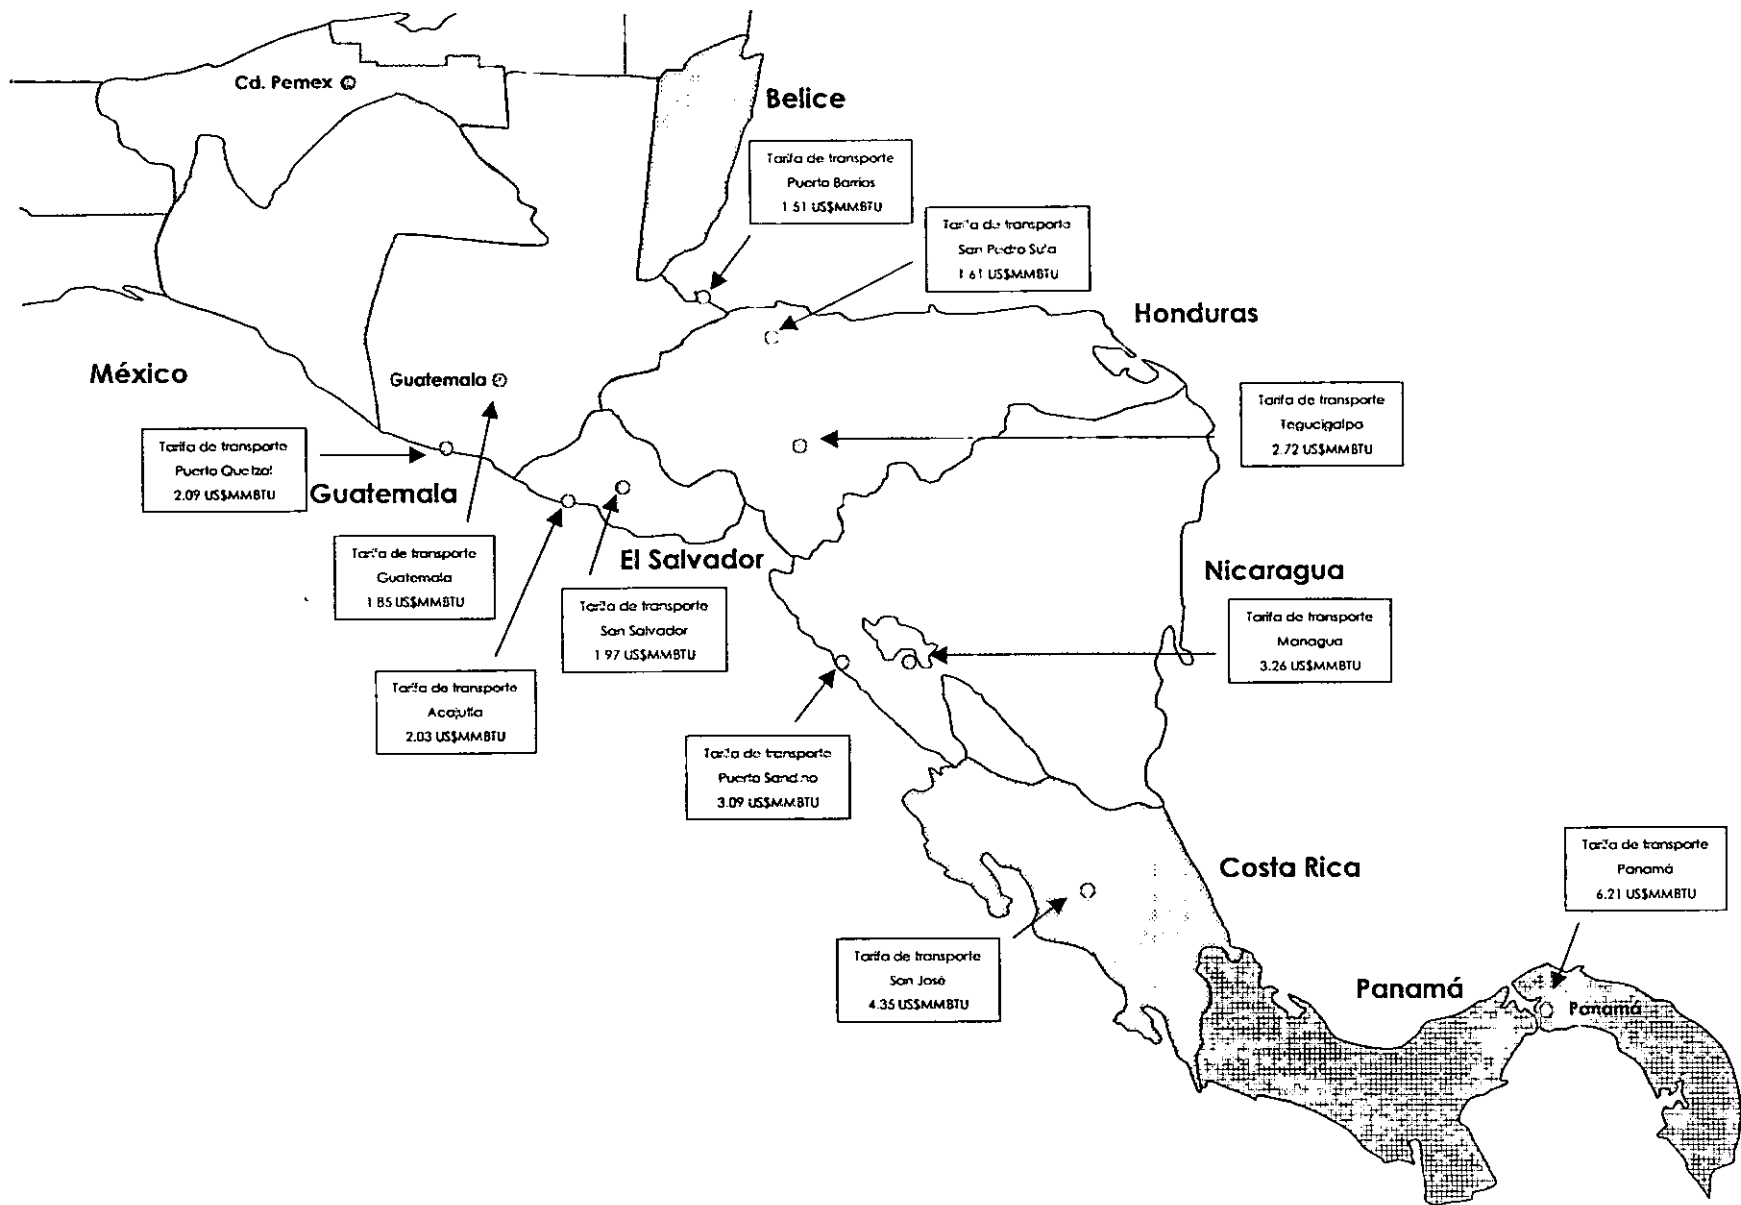 Cd. Pemex
Belice
Tarifa de transporte
Puerto Barrios
1.51 US$MMBTU
Tarifa de transporte
San Pedro Sula
1.61 US$MMBTU
Honduras
México
Guatemala
Tarifa de transporte
Tegucigalpa
2.72 US$MMBTU
Tarifa de transporte
Puerto Quetzal
2.09 US$MMBTU
Guatemala
Tarifa de transporte
Guatemala
1.85 US$MMBTU
El Salvador
Nicaragua
Tarifa de transporte
San Salvador
1.97 US$MMBTU
Tarifa de transporte
Managua
3.26 US$MMBTU
Tarifa de transporte
Acajutla
2.03 US$MMBTU
Tarifa de transporte
Puerto Sandino
3.09 US$MMBTU
Costa Rica
Tarifa de transporte
Panamá
6.21 US$MMBTU
Tarifa de transporte
San José
4.35 US$MMBTU
Panamá
Panamá